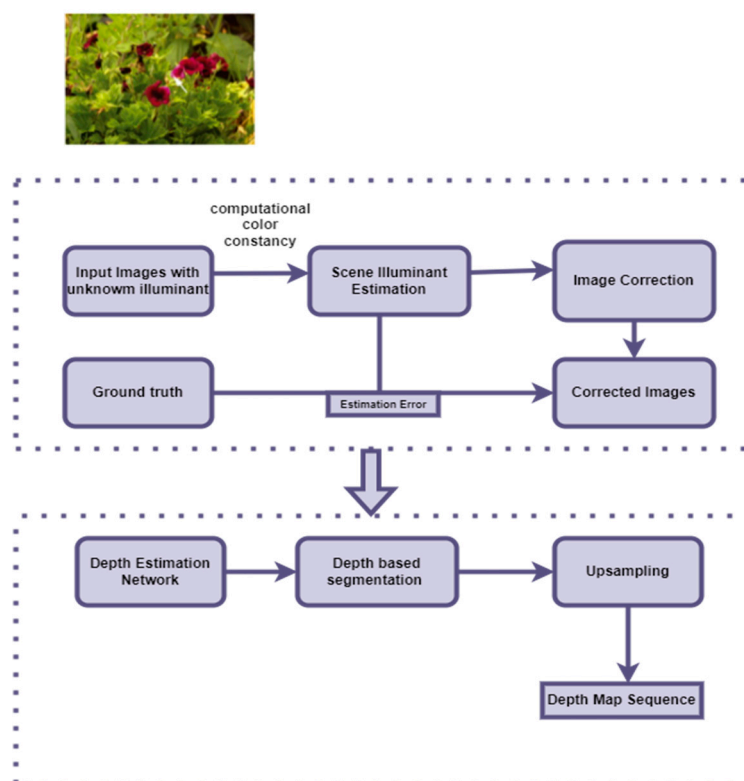 computational
color
constancy
Input Images with
unknowm illuminant
Scene Illuminant
Estimation
Image Correction
Ground truth
Estimation Error
Corrected Images
Depth Estimation
Network
Depth based
segmentation
Upsampling
Depth Map Sequence